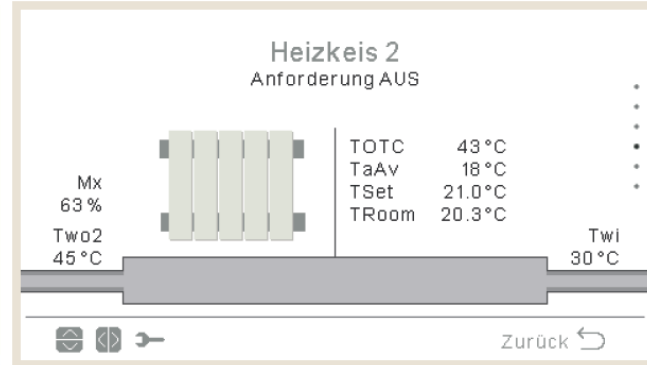 Heizkeis 2
Anforderung AUS
Mx
63 %
Two2
45 °C
TOTC 43 °C
TaAv 18 °C
TSet 21.0°C
TRoom 20.3°C
Twi
30 °C
Zurück